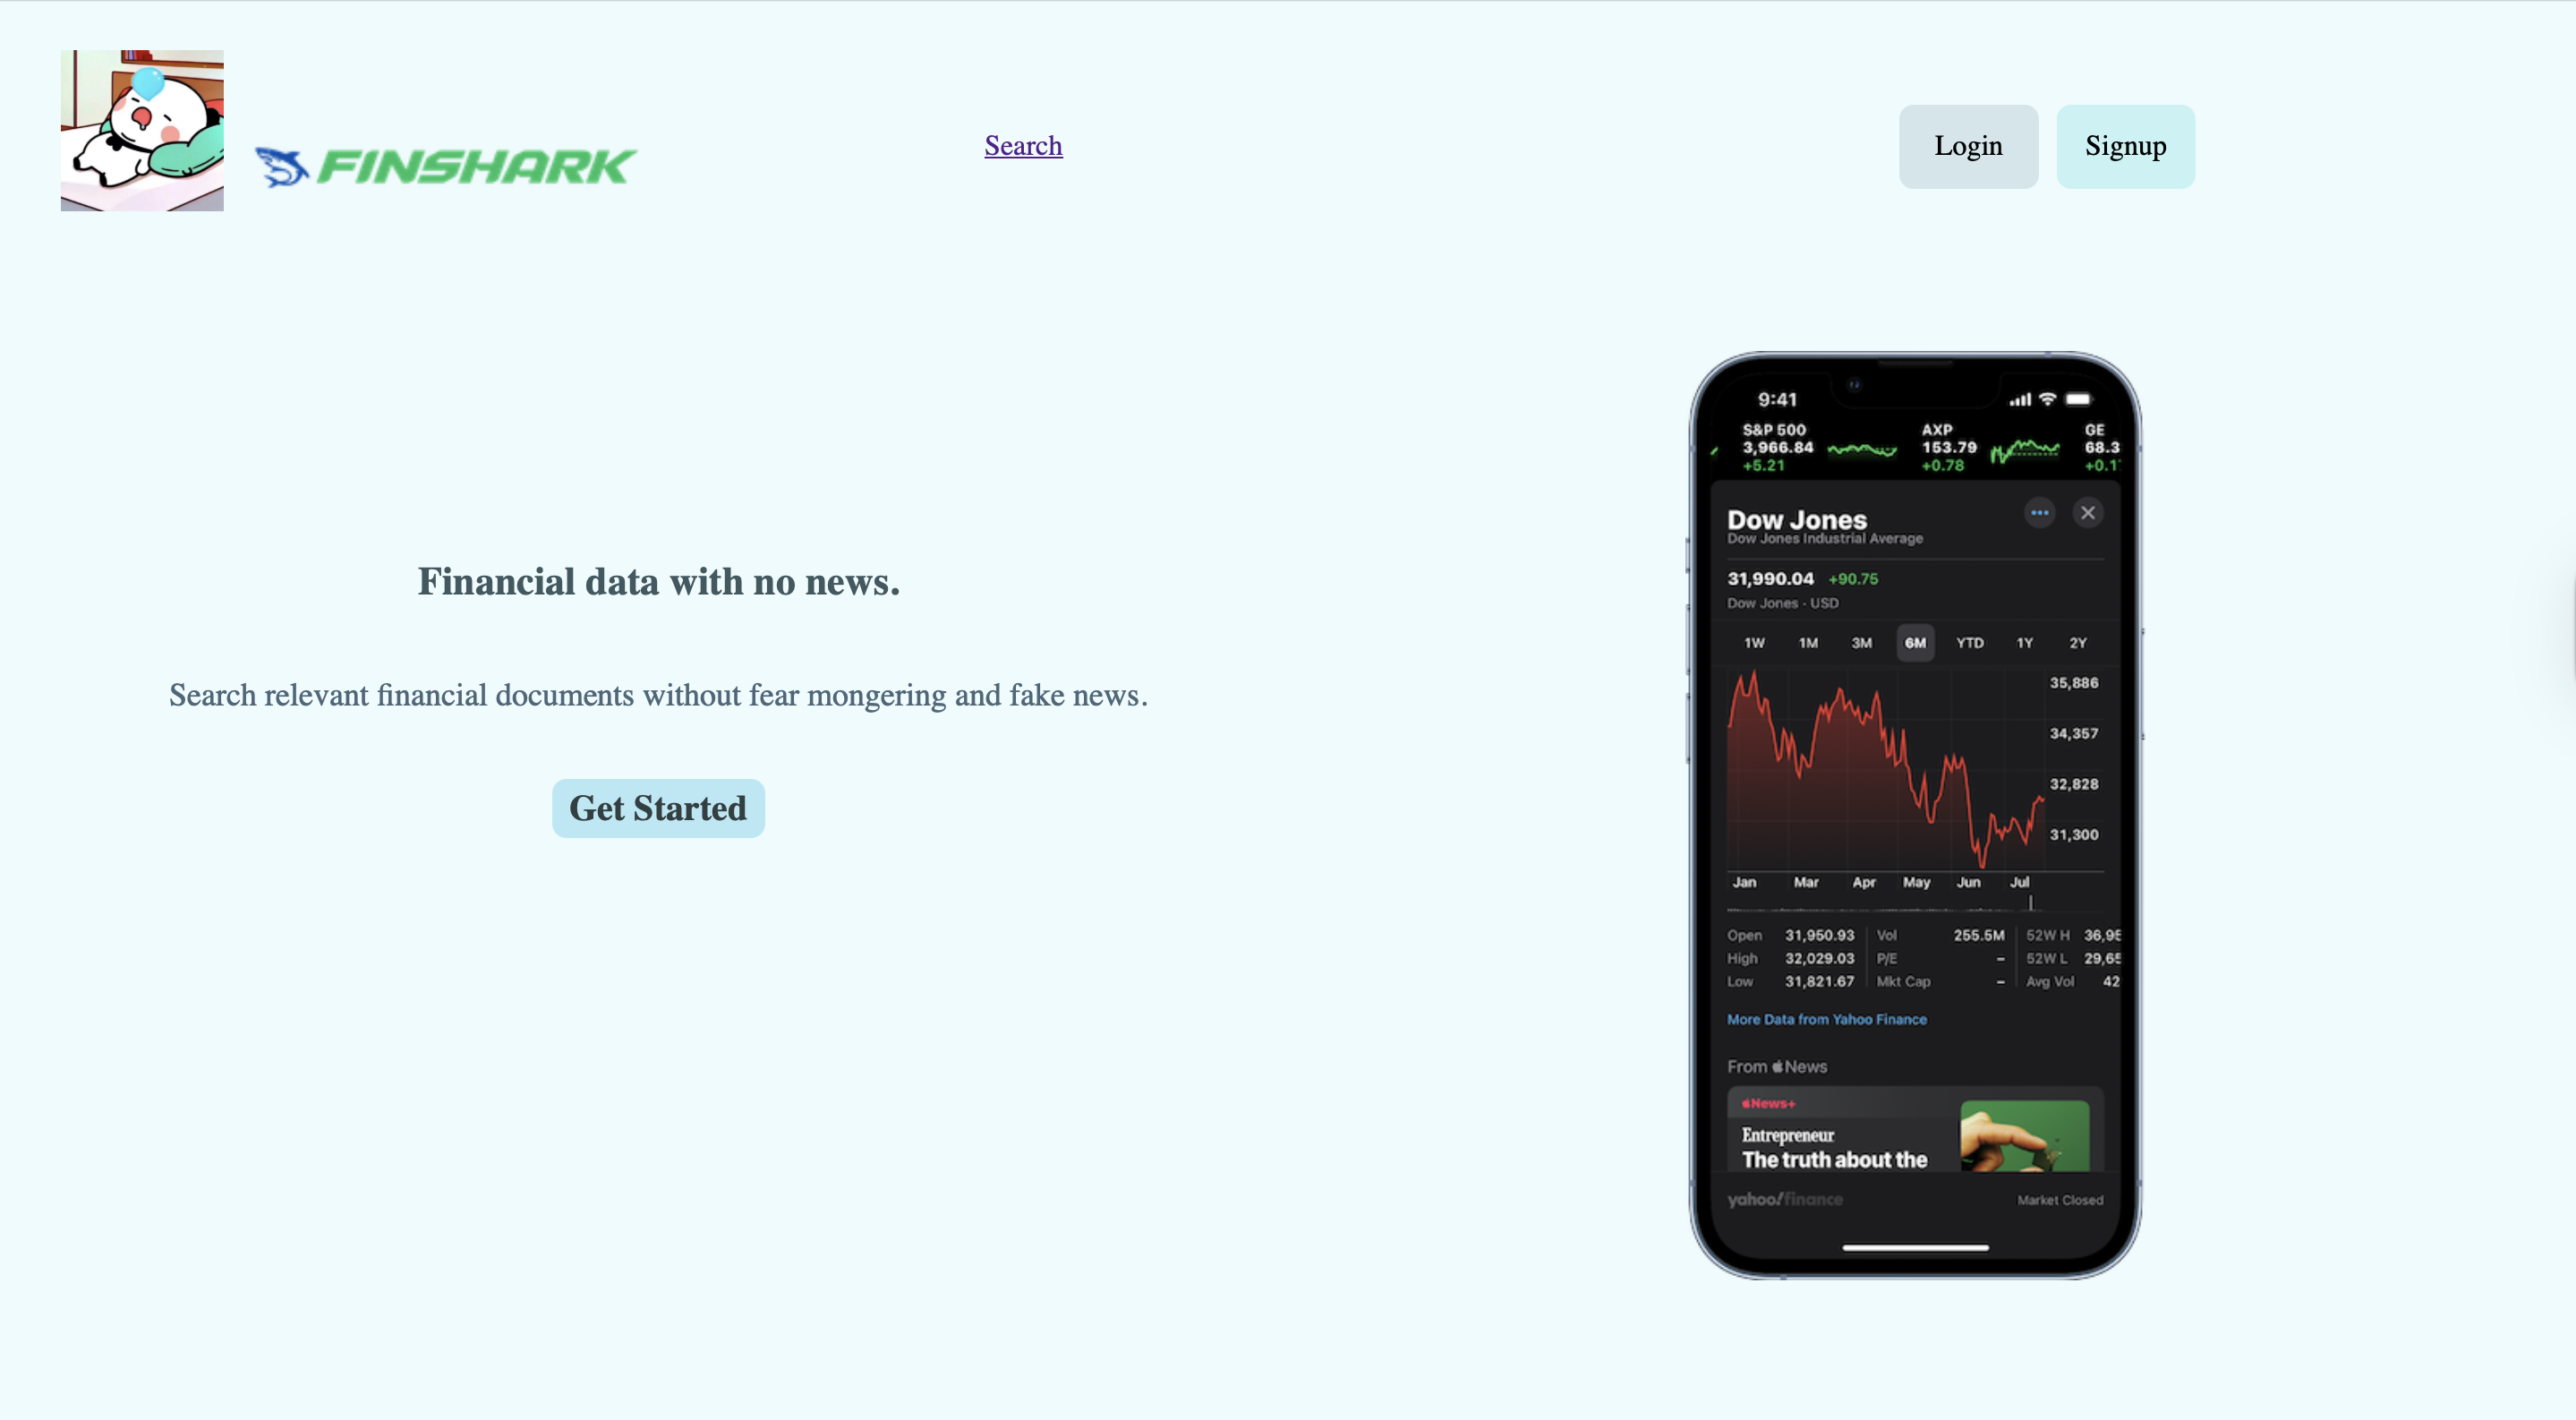 FINSHARK
Search
Login
Signup
Financial data with no news.
Search relevant financial documents without fear mongering and fake news.
Get Started
9:41
S&P 500 AXP GE
3,966.84 153.79 68.3
+5.21 +0.78 +0.1
Dow Jones
Dow Jones Industrial Average
31,990.04 +90.75
Dow Jones · USD
1W 1M 3M 6M YTD 1Y 2Y
35,886
34,357
32,828
31,300
Jan Mar Apr May Jun Jul
Open 31,950.93 Vol 255.5M 52W H 36,95
High 32,029.03 P/E – 52W L 29,65
Low 31,821.67 Mkt Cap – Avg Vol 42
More Data from Yahoo Finance
From News
News+
Entrepreneur
The truth about the
yahoo!finance Market Closed